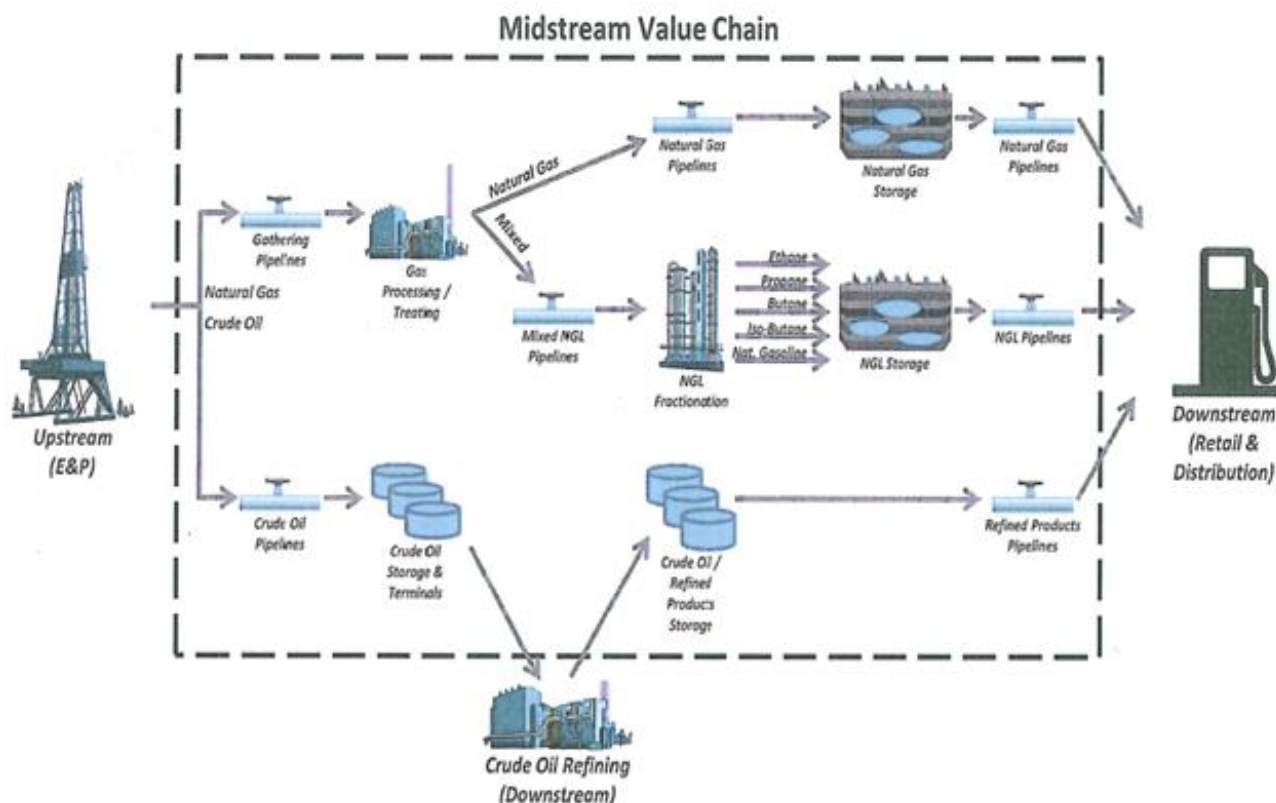 Midstream Value Chain
Natural Gas
Pipelines
Natural Gas
Storage
Natural Gas
Pipelines
Natural Gas
Mixed
Gathering
Pipelines
Gas
Processing /
Treating
Natural Gas
Crude Oil
Mixed NGL
Pipelines
NGL
Fractionation
Ethane
Propane
Butane
Iso-Butane
Nat. Gasoline
NGL Storage
NGL Pipelines
Upstream
(E&P)
Downstream
(Retail &
Distribution)
Crude Oil
Pipelines
Crude Oil
Storage &
Terminals
Crude Oil /
Refined
Products
Storage
Refined Products
Pipelines
Crude Oil Refining
(Downstream)